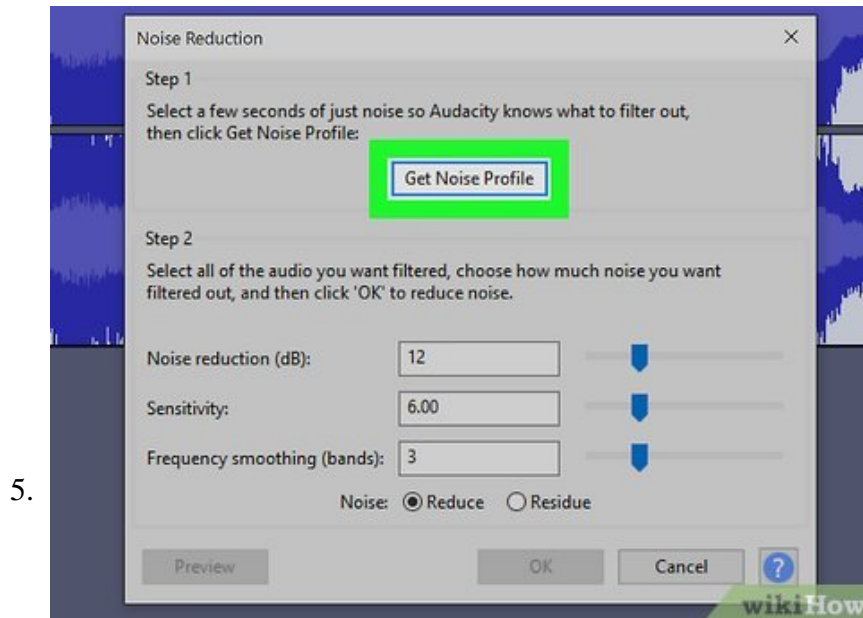 Noise Reduction
Step 1
Select a few seconds of just noise so Audacity knows what to filter out,
then click Get Noise Profile:
Get Noise Profile
Step 2
Select all of the audio you want filtered, choose how much noise you want
filtered out, and then click 'OK' to reduce noise.
Noise reduction (dB): 12
Sensitivity: 6.00
Frequency smoothing (bands): 3
5.
Noise: Reduce Residue
Preview OK Cancel ?
wikiHow